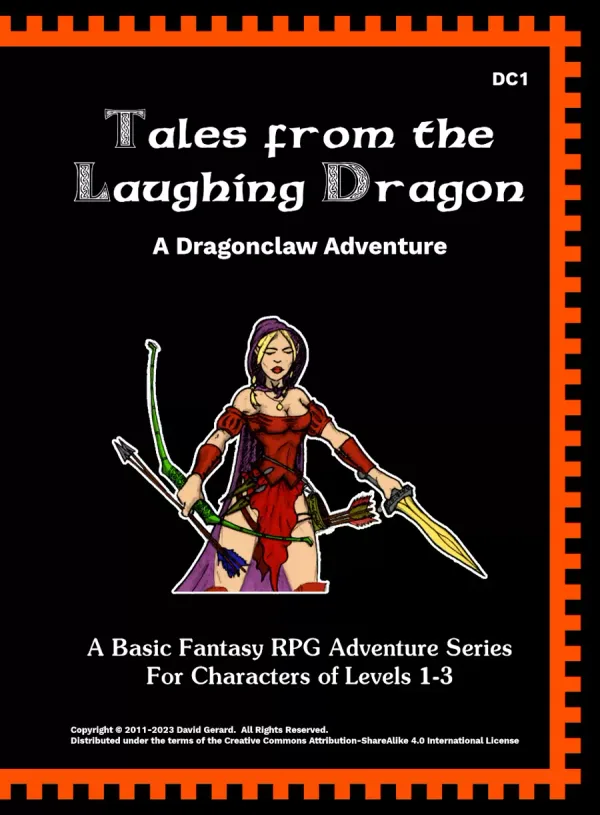 DC1
Tales from the
Laughing Dragon
A Dragonclaw Adventure
A Basic Fantasy RPG Adventure Series
For Characters of Levels 1-3
Copyright © 2011-2023 David Gerard.  All Rights Reserved.
Distributed under the terms of the Creative Commons Attribution-ShareAlike 4.0 International License